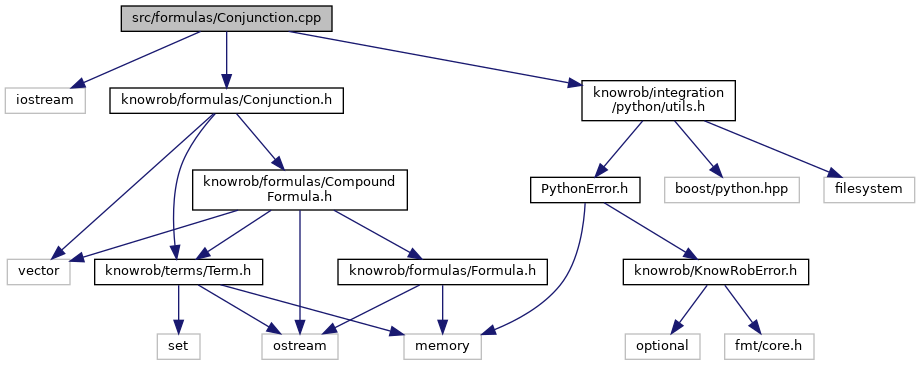 src/formulas/Conjunction.cpp
iostream
knowrob/formulas/Conjunction.h
knowrob/integration
/python/utils.h
knowrob/formulas/Compound
Formula.h
PythonError.h
boost/python.hpp
filesystem
vector
knowrob/terms/Term.h
knowrob/formulas/Formula.h
knowrob/KnowRobError.h
set
ostream
memory
optional
fmt/core.h